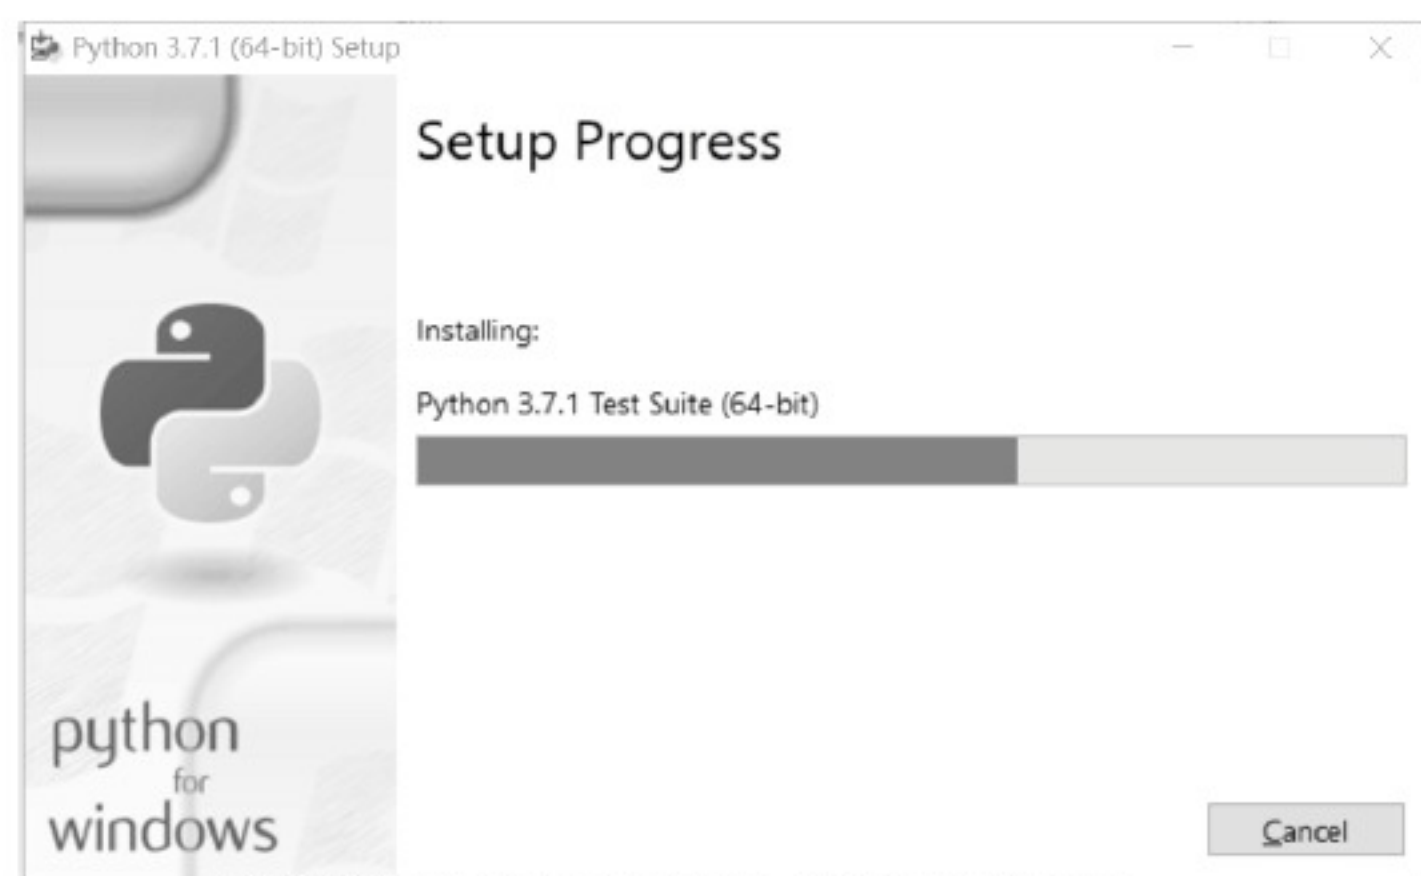 Python 3.7.1 (64-bit) Setup
Setup Progress
Installing:
Python 3.7.1 Test Suite (64-bit)
python
for
windows
Cancel